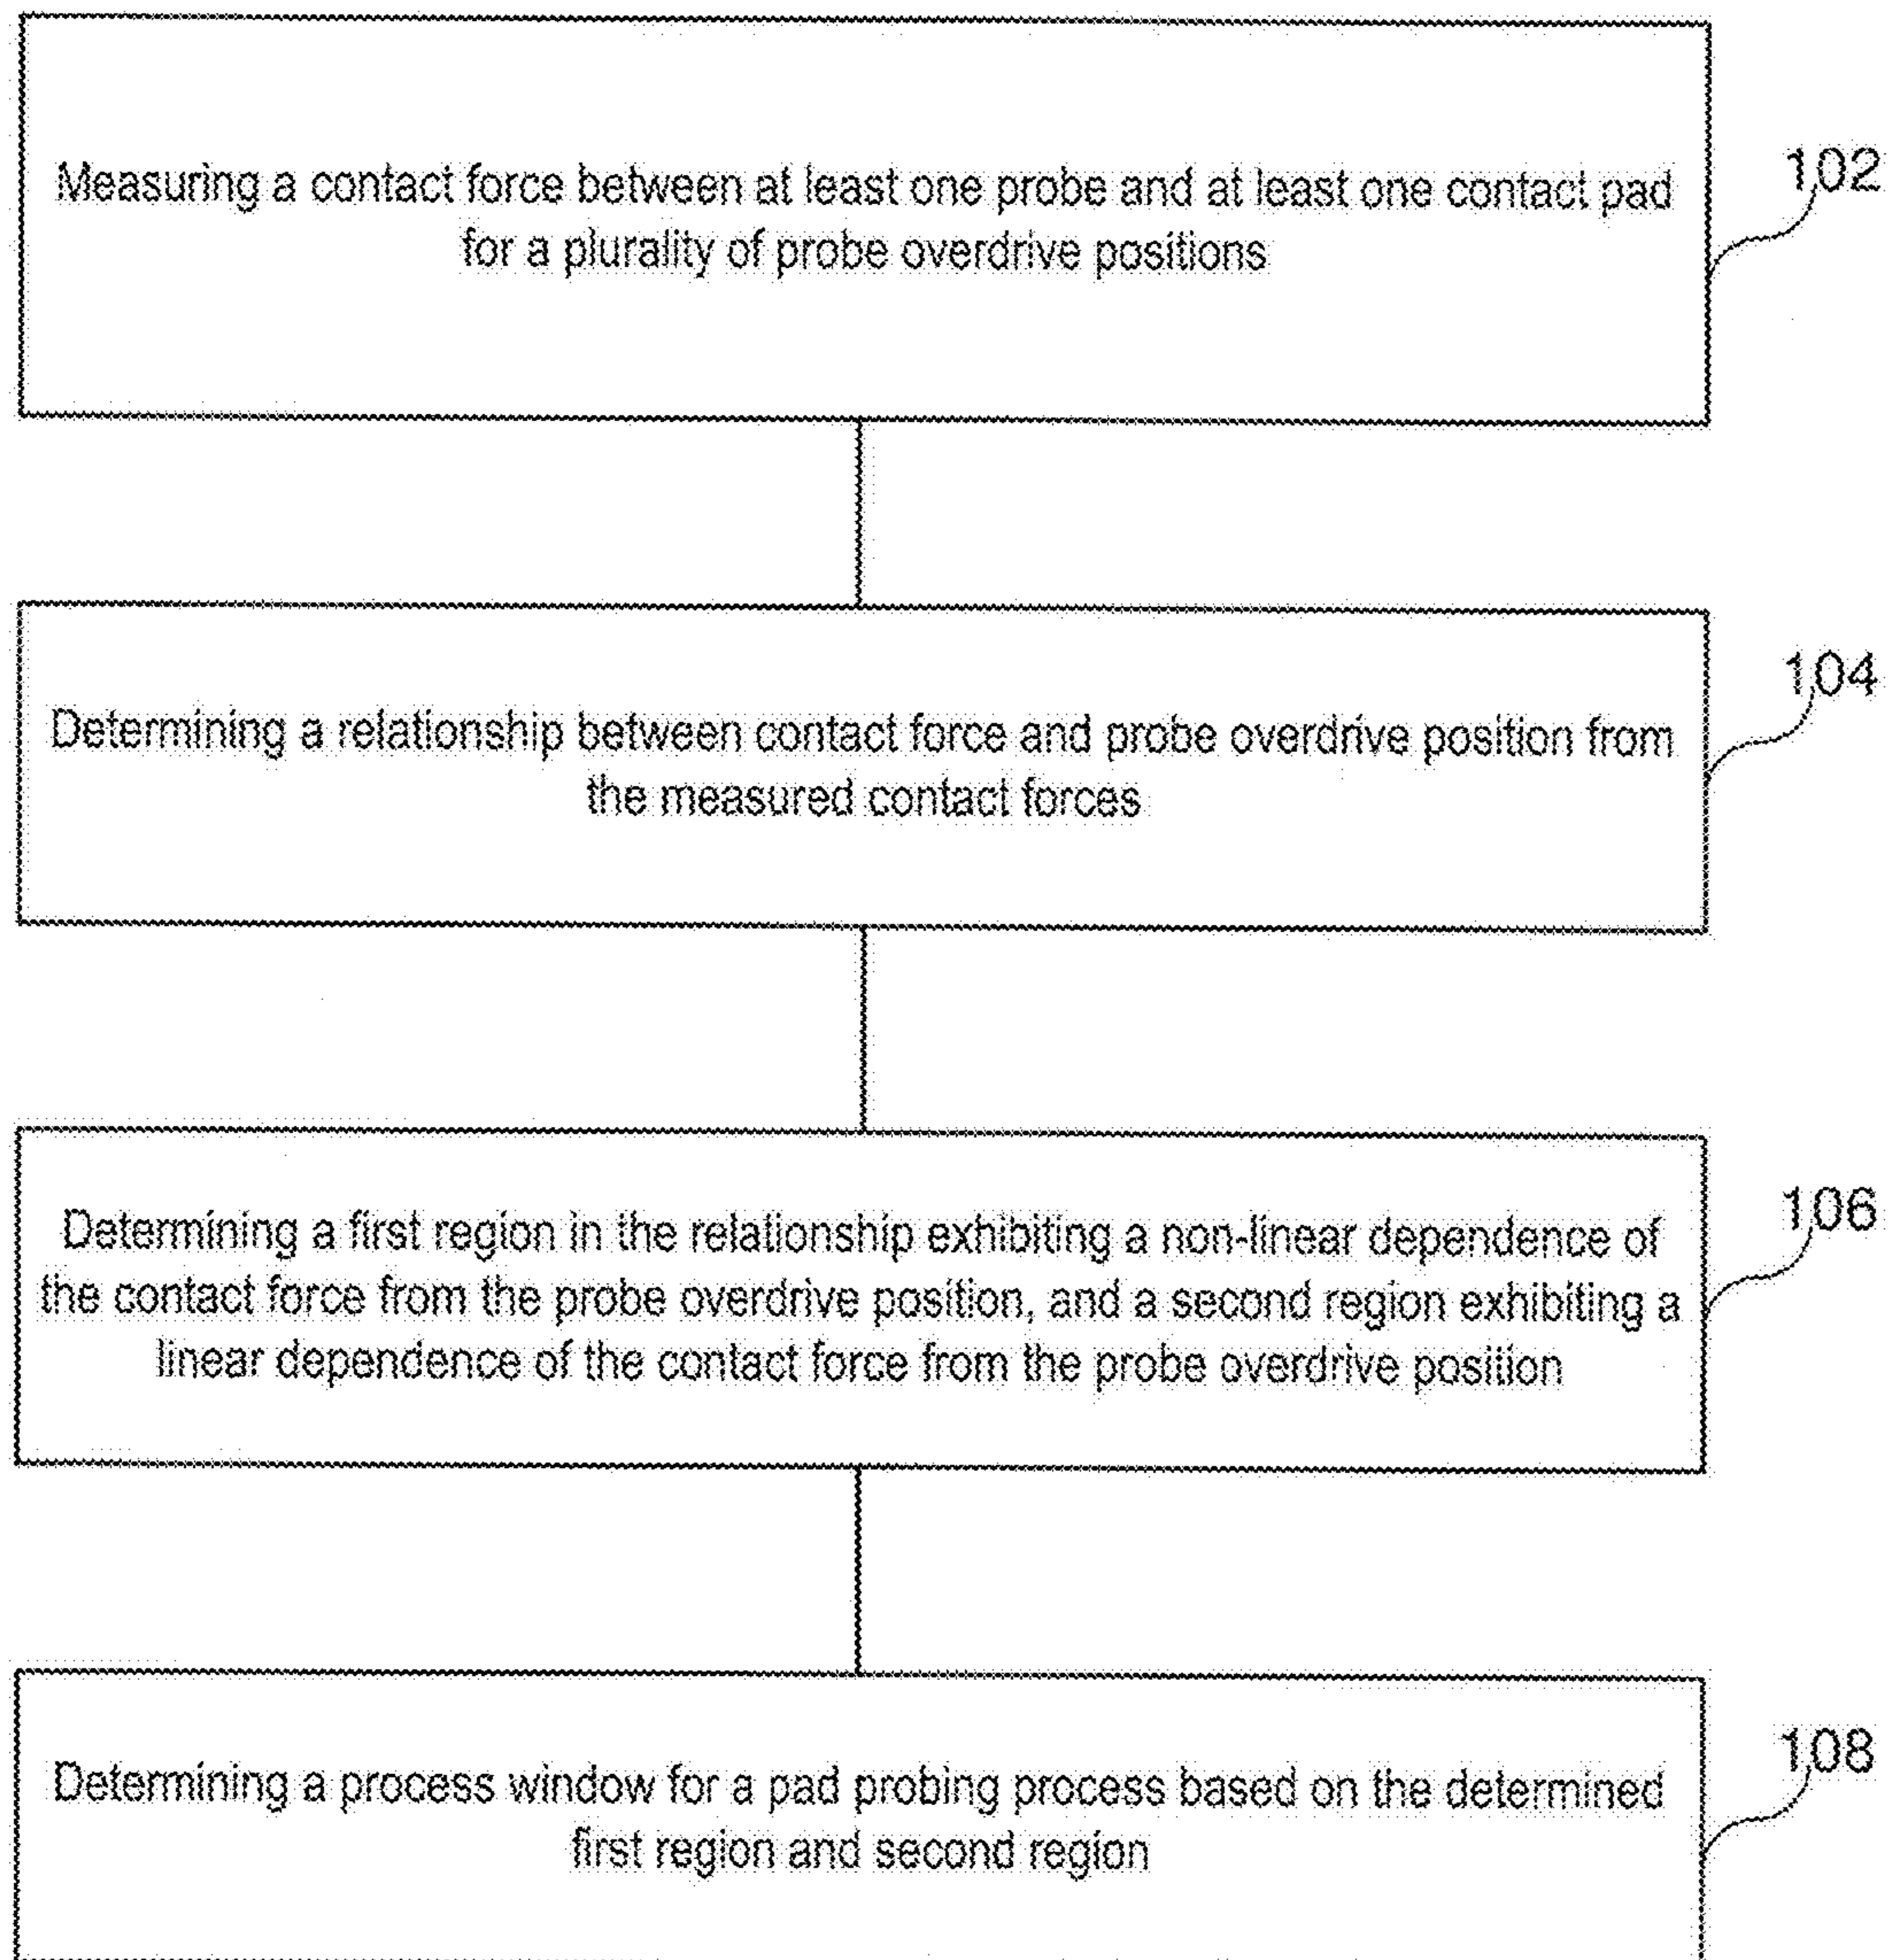 Measuring a contact force between at least one probe and at least one contact pad
for a plurality of probe overdrive positions
102
Determining a relationship between contact force and probe overdrive position from
the measured contact forces
104
Determining a first region in the relationship exhibiting a non-linear dependence of
the contact force from the probe overdrive position, and a second region exhibiting a
linear dependence of the contact force from the probe overdrive position
106
Determining a process window for a pad probing process based on the determined
first region and second region
108